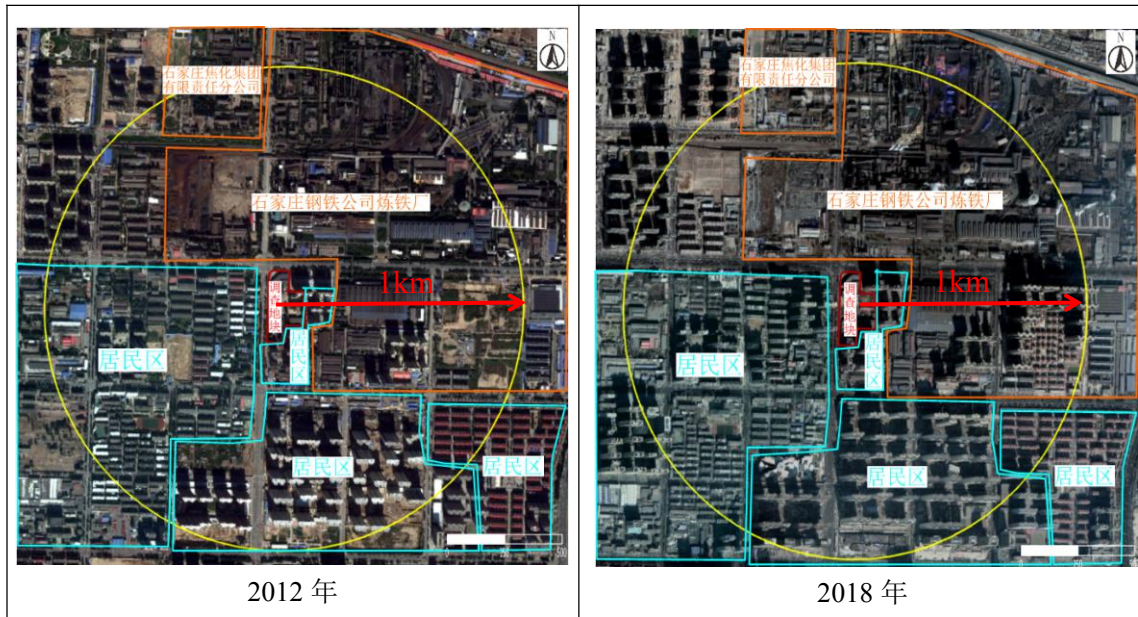 N
石家庄焦化集团
有限责任分公司
石家庄钢铁公司炼铁厂
1km
调查地块
居民区
居民区
居民区
居民区
500
2012 年
N
石家庄焦化集团
有限责任分公司
石家庄钢铁公司炼铁厂
1km
调查地块
居民区
居民区
居民区
居民区
500
2018 年